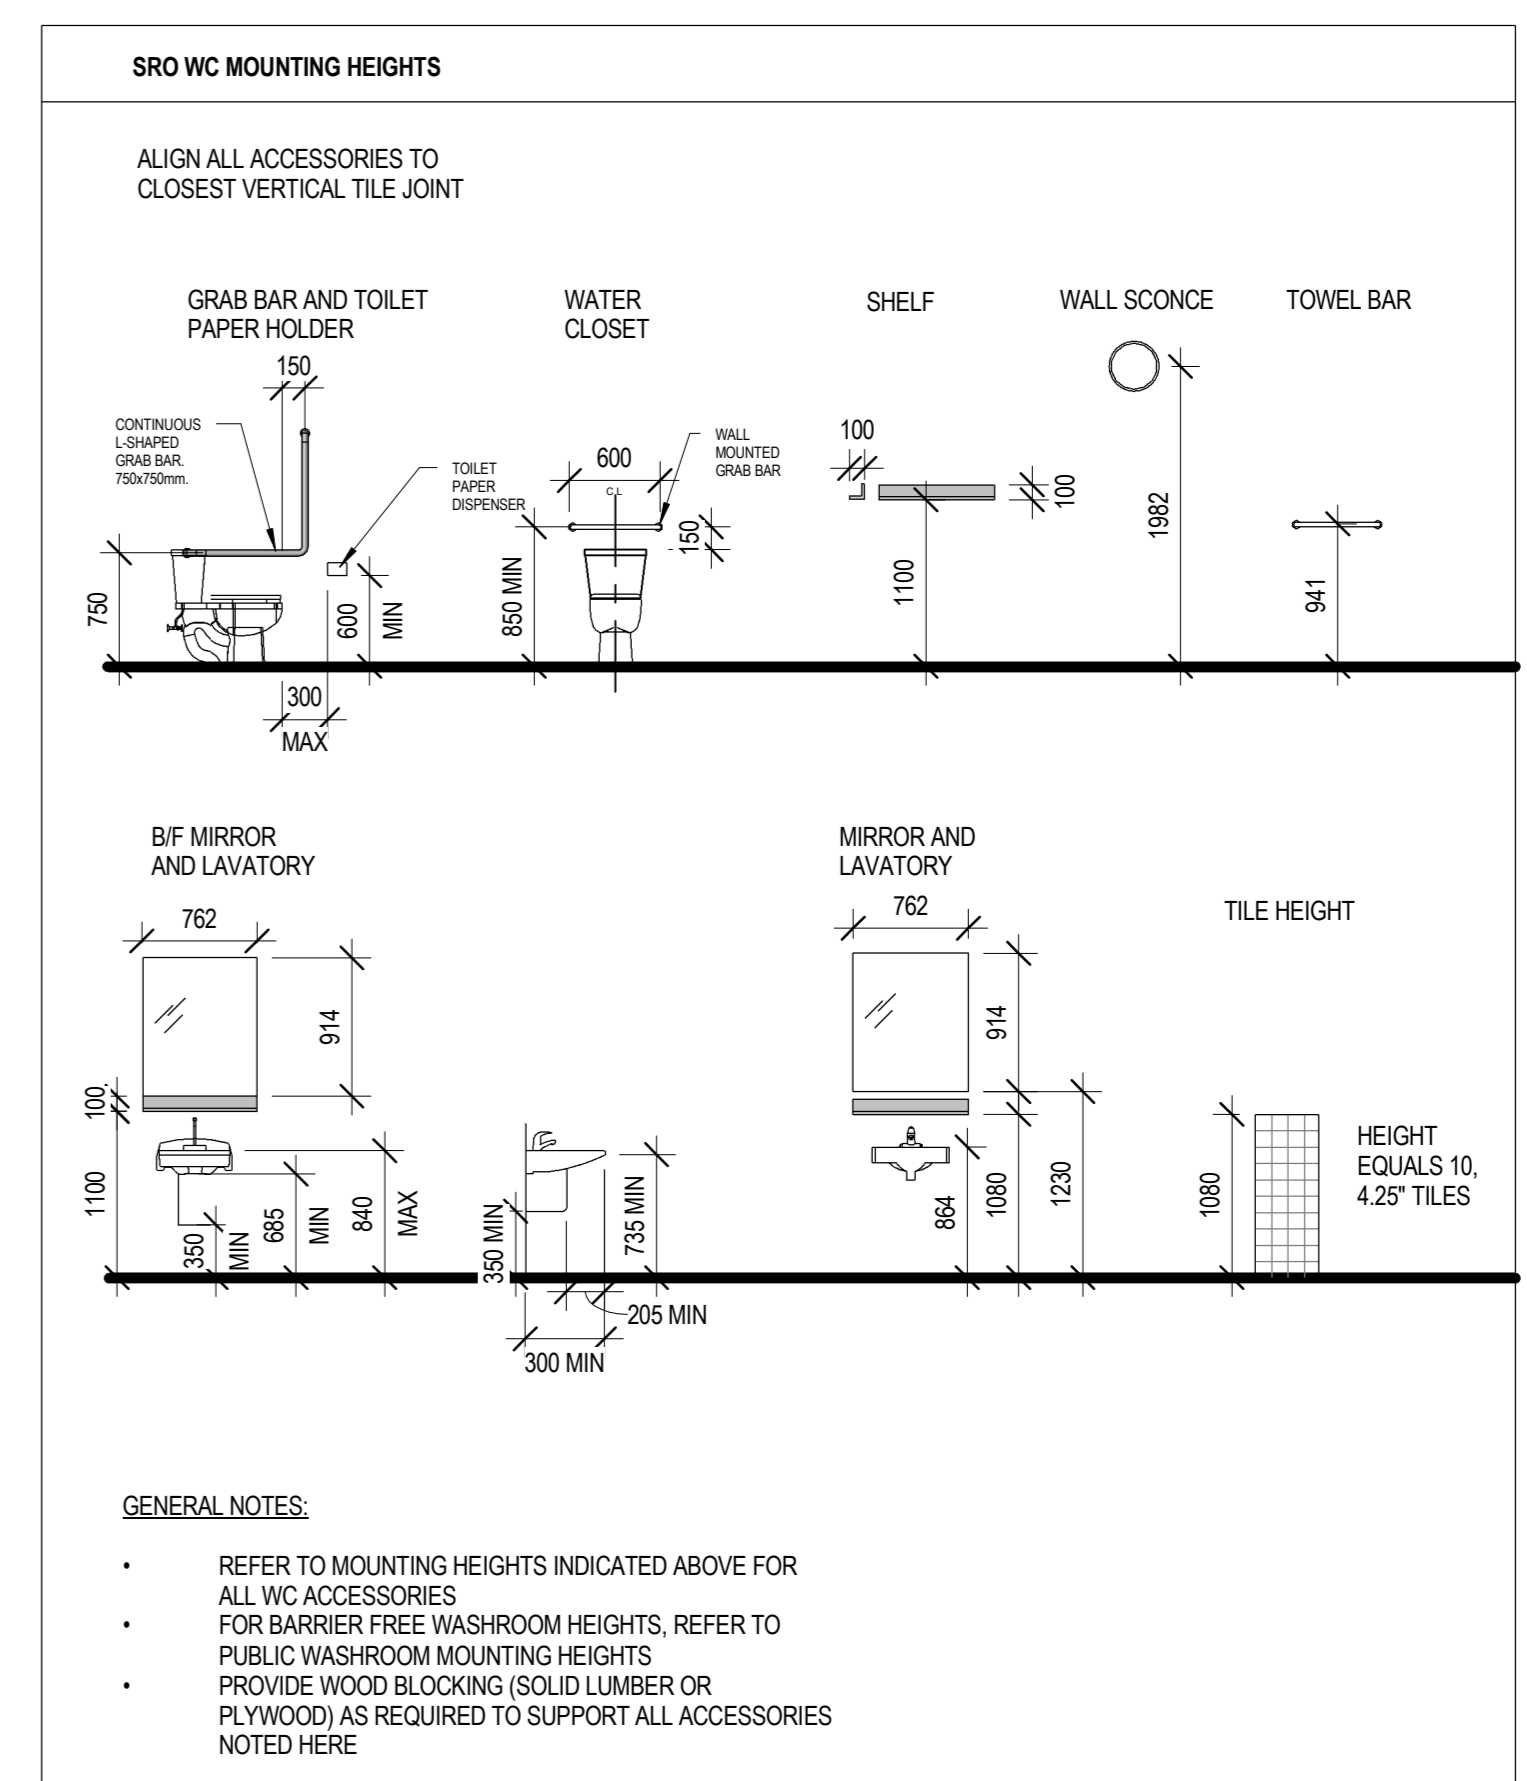 SRO WC MOUNTING HEIGHTS
ALIGN ALL ACCESSORIES TO
CLOSEST VERTICAL TILE JOINT
GRAB BAR AND TOILET
PAPER HOLDER
150
CONTINUOUS
L-SHAPED
GRAB BAR.
750x750mm.
TOILET
PAPER
DISPENSER
750
600
MIN
300
MAX
WATER
CLOSET
600
CL
WALL
MOUNTED
GRAB BAR
150
850 MIN
SHELF
100
100
1100
WALL SCONCE
1982
TOWEL BAR
941
B/F MIRROR
AND LAVATORY
762
914
100
1100
350
MIN
685
MIN
840
MAX
350 MIN
735 MIN
205 MIN
300 MIN
MIRROR AND
LAVATORY
762
914
864
1080
1230
TILE HEIGHT
1080
HEIGHT
EQUALS 10,
4.25" TILES
GENERAL NOTES:
• REFER TO MOUNTING HEIGHTS INDICATED ABOVE FOR
ALL WC ACCESSORIES
• FOR BARRIER FREE WASHROOM HEIGHTS, REFER TO
PUBLIC WASHROOM MOUNTING HEIGHTS
• PROVIDE WOOD BLOCKING (SOLID LUMBER OR
PLYWOOD) AS REQUIRED TO SUPPORT ALL ACCESSORIES
NOTED HERE